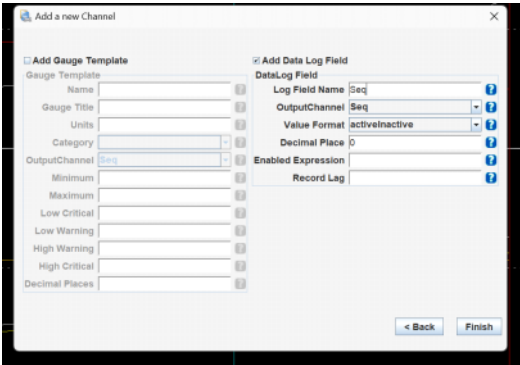 Add a new Channel
Add Gauge Template
Gauge Template
Name
Gauge Title
Units
Category
OutputChannel Seq
Minimum
Maximum
Low Critical
Low Warning
High Warning
High Critical
Decimal Places
Add Data Log Field
DataLog Field
Log Field Name Seq
OutputChannel Seq
Value Format activeInactive
Decimal Place 0
Enabled Expression
Record Lag
< Back Finish